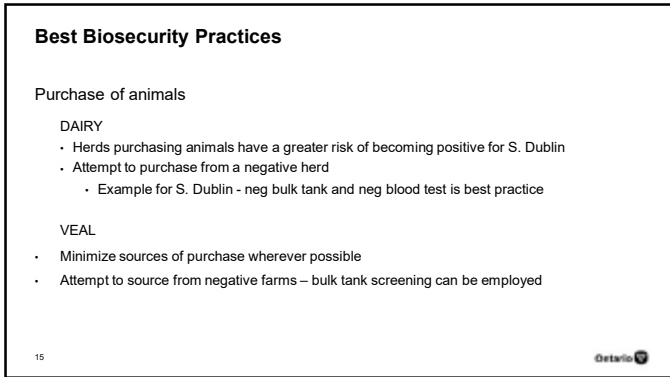 Best Biosecurity Practices
Purchase of animals
DAIRY
• Herds purchasing animals have a greater risk of becoming positive for S. Dublin
• Attempt to purchase from a negative herd
• Example for S. Dublin - neg bulk tank and neg blood test is best practice
VEAL
• Minimize sources of purchase wherever possible
• Attempt to source from negative farms – bulk tank screening can be employed
15
Ontario